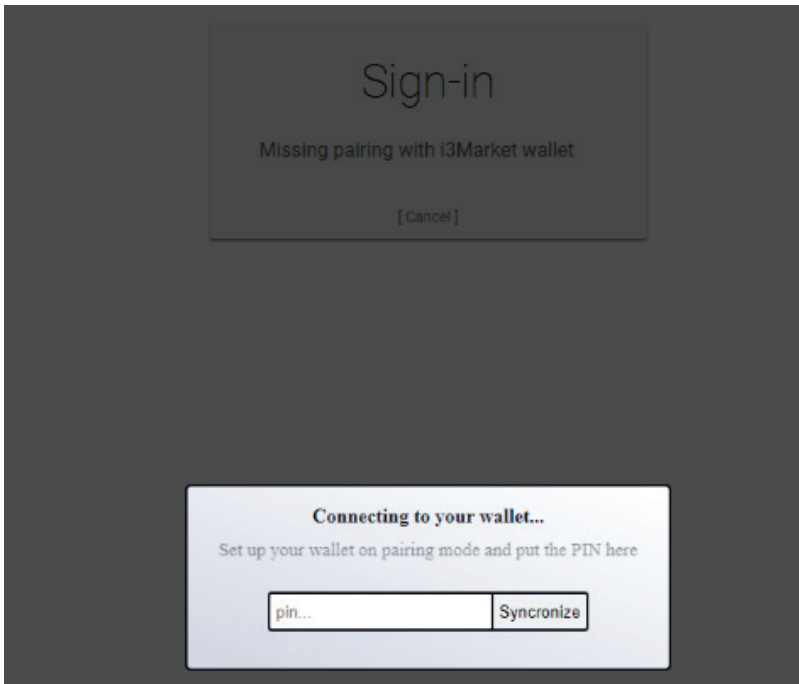 Sign-in
Missing pairing with i3Market wallet
[ Cancel ]
Connecting to your wallet...
Set up your wallet on pairing mode and put the PIN here
pin...
Syncronize